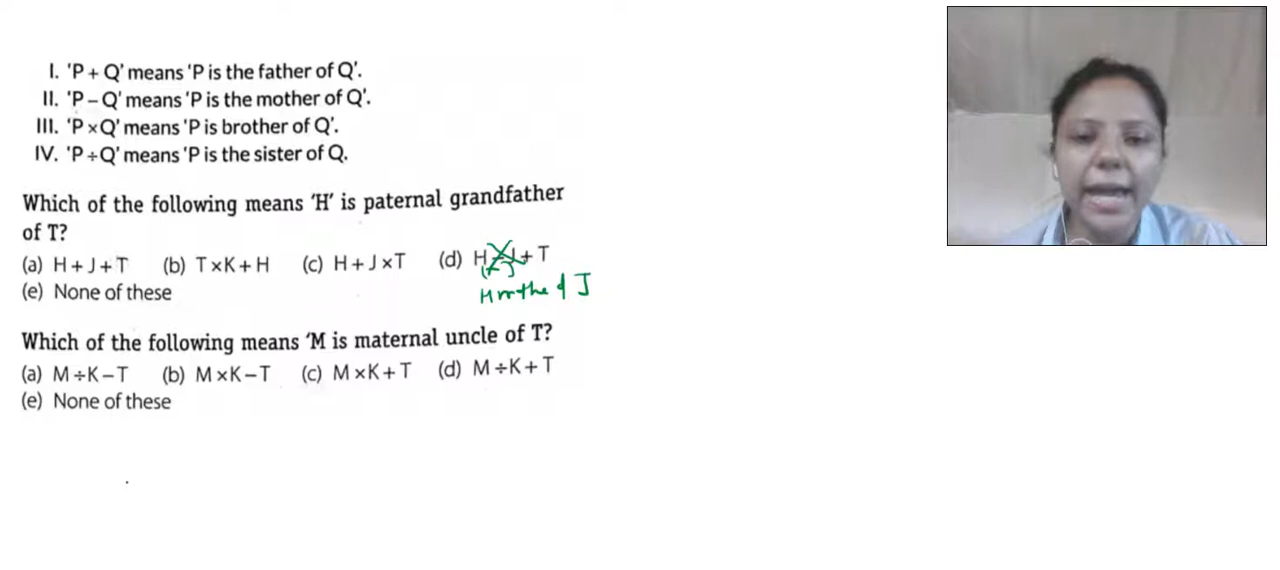 I. 'P + Q' means 'P is the father of Q'.
II. 'P – Q' means 'P is the mother of Q'.
III. 'P × Q' means 'P is brother of Q'.
IV. 'P ÷ Q' means 'P is the sister of Q.
Which of the following means 'H' is paternal grandfather
of T?
(a) H + J + T (b) T × K + H (c) H + J × T (d) H + T
(e) None of these
H J
Which of the following means 'M is maternal uncle of T?
(a) M ÷ K – T (b) M × K – T (c) M × K + T (d) M ÷ K + T
(e) None of these